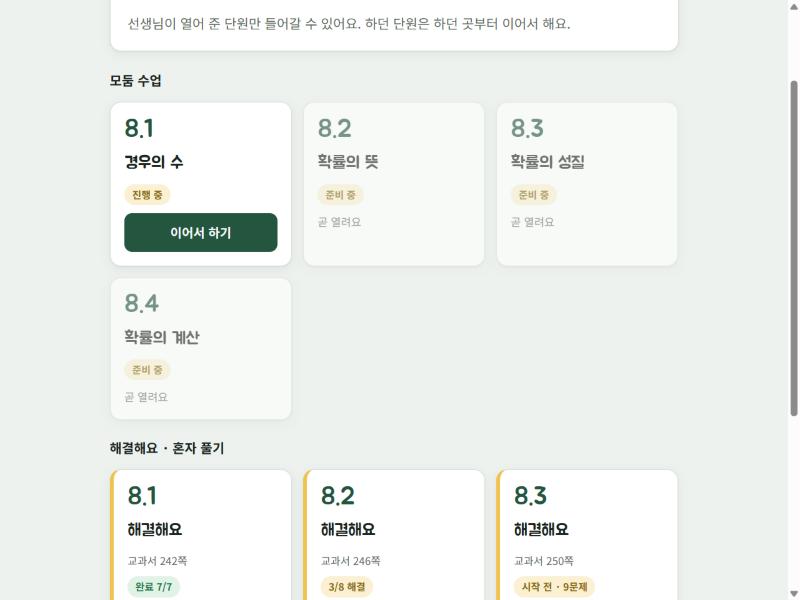 선생님이 열어 준 단원만 들어갈 수 있어요. 하던 단원은 하던 곳부터 이어서 해요.
모둠 수업
8.1
경우의 수
진행 중
이어서 하기
8.2
확률의 뜻
준비 중
곧 열려요
8.3
확률의 성질
준비 중
곧 열려요
8.4
확률의 계산
준비 중
곧 열려요
해결해요 · 혼자 풀기
8.1
해결해요
교과서 242쪽
완료 7/7
8.2
해결해요
교과서 246쪽
3/8 해결
8.3
해결해요
교과서 250쪽
시작 전 · 9문제